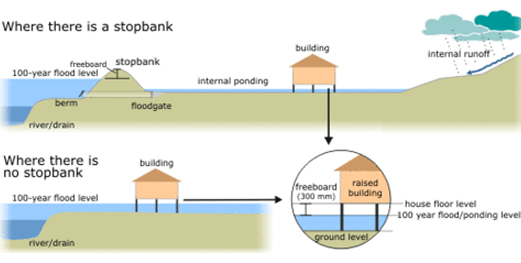 Where there is a stopbank
building
internal runoff
freeboard
stopbank
100-year flood level
internal ponding
berm
floodgate
river/drain
Where there is
no stopbank
building
100-year flood level
river/drain
freeboard
(300 mm)
raised
building
house floor level
100 year flood/ponding level
ground level